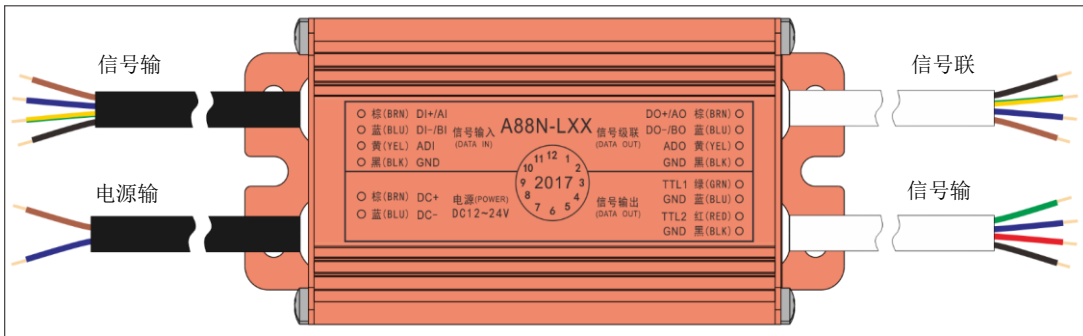 信号输
信号联
棕(BRN) DI+/AI
蓝(BLU) DI-/BI
黄(YEL) ADI
黑(BLK) GND
信号输入
(DATA IN)
A88N-LXX
信号级联
(DATA OUT)
DO+/AO 棕(BRN)
DO-/BO 蓝(BLU)
ADO 黄(YEL)
GND 黑(BLK)
电源输
信号输
棕(BRN) DC+
蓝(BLU) DC-
电源(POWER)
DC12~24V
12 1 2 3 4 5 6 7 8 9 10 11
2017
信号输出
(DATA OUT)
TTL1 绿(GRN)
GND 蓝(BLU)
TTL2 红(RED)
GND 黑(BLK)